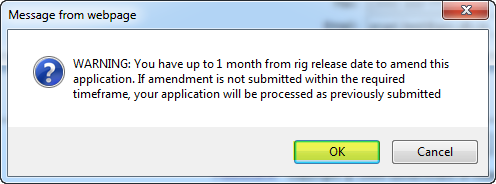 Message from webpage
WARNING: You have up to 1 month from rig release date to amend this
application. If amendment is not submitted within the required
timeframe, your application will be processed as previously submitted
OK
Cancel